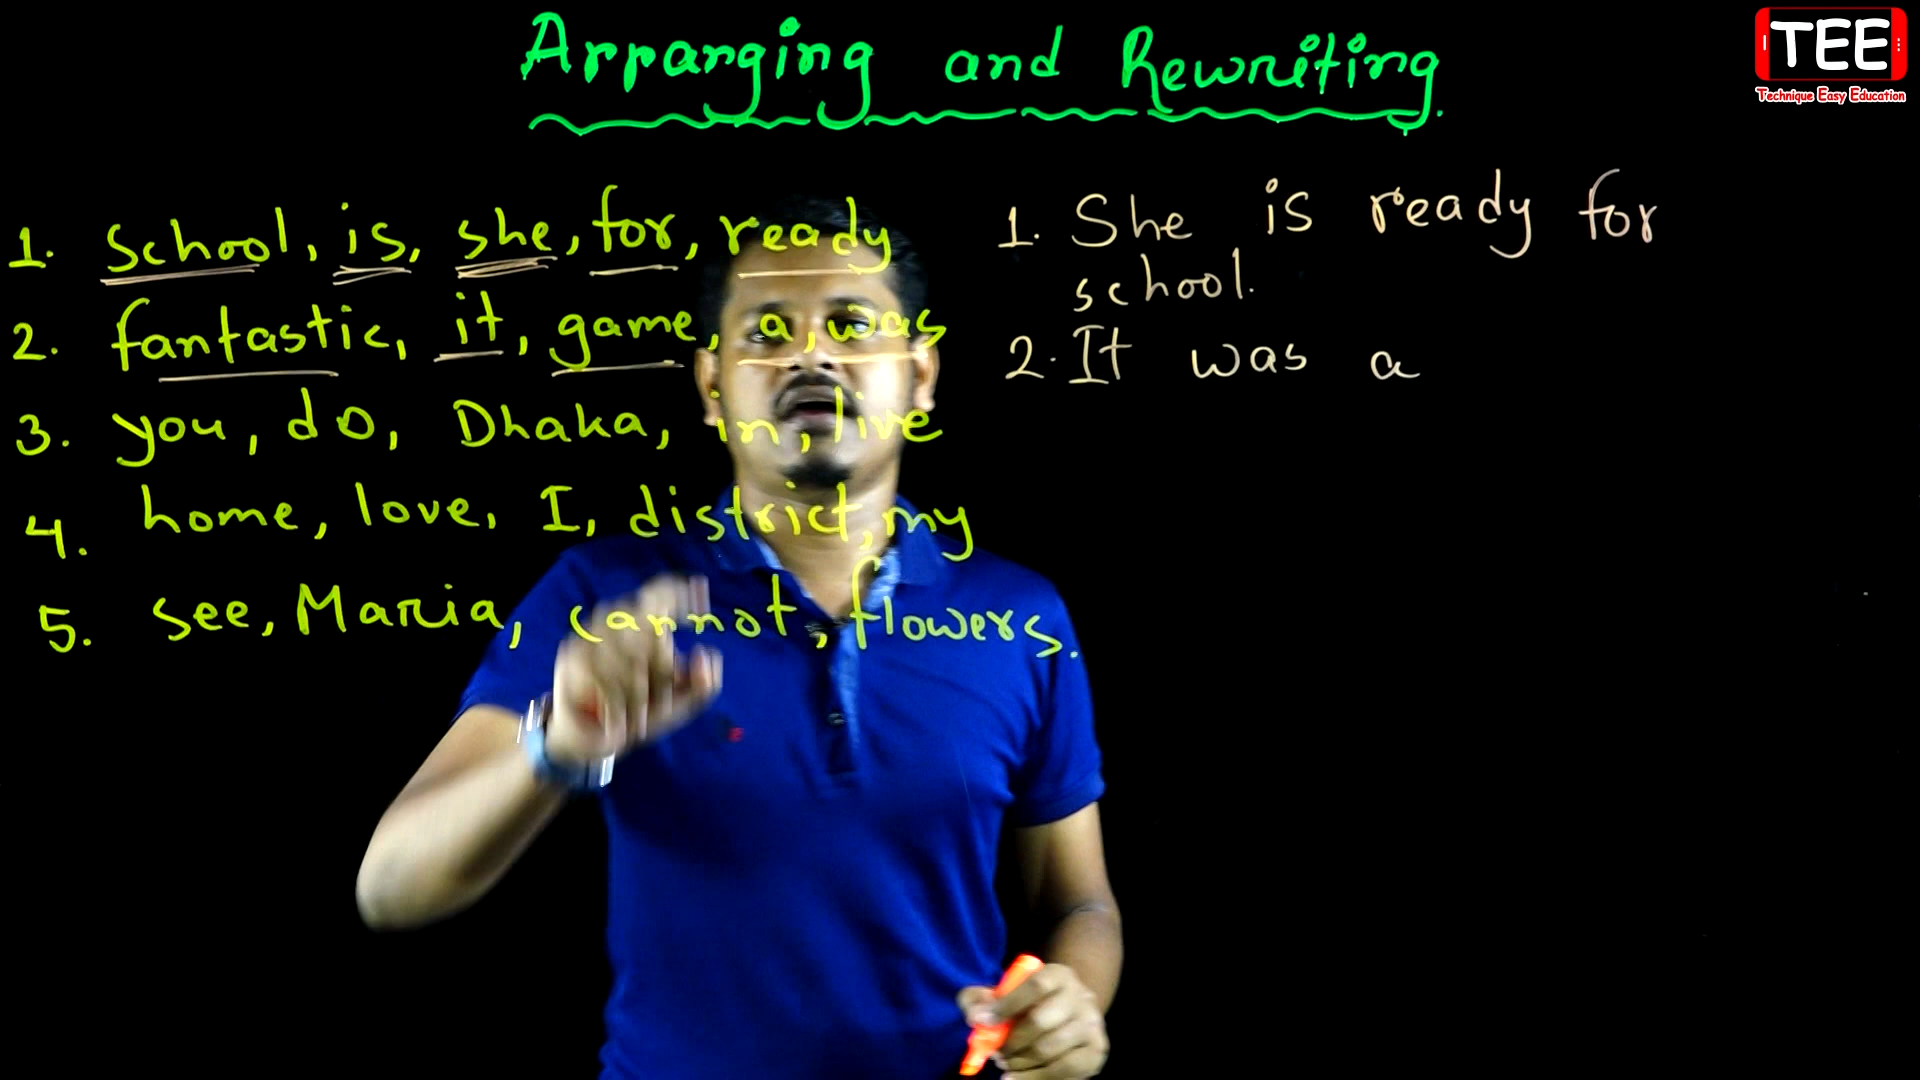 Arranging and Rewriting.
TEE
Technique Easy Education
1. School, is, she, for, ready
2. fantastic, it, game, a, was
3. you, do, Dhaka, in, live
4. home, love, I, district, my
5. see, Maria, cannot, flowers.
1. She is ready for
school.
2. It was a